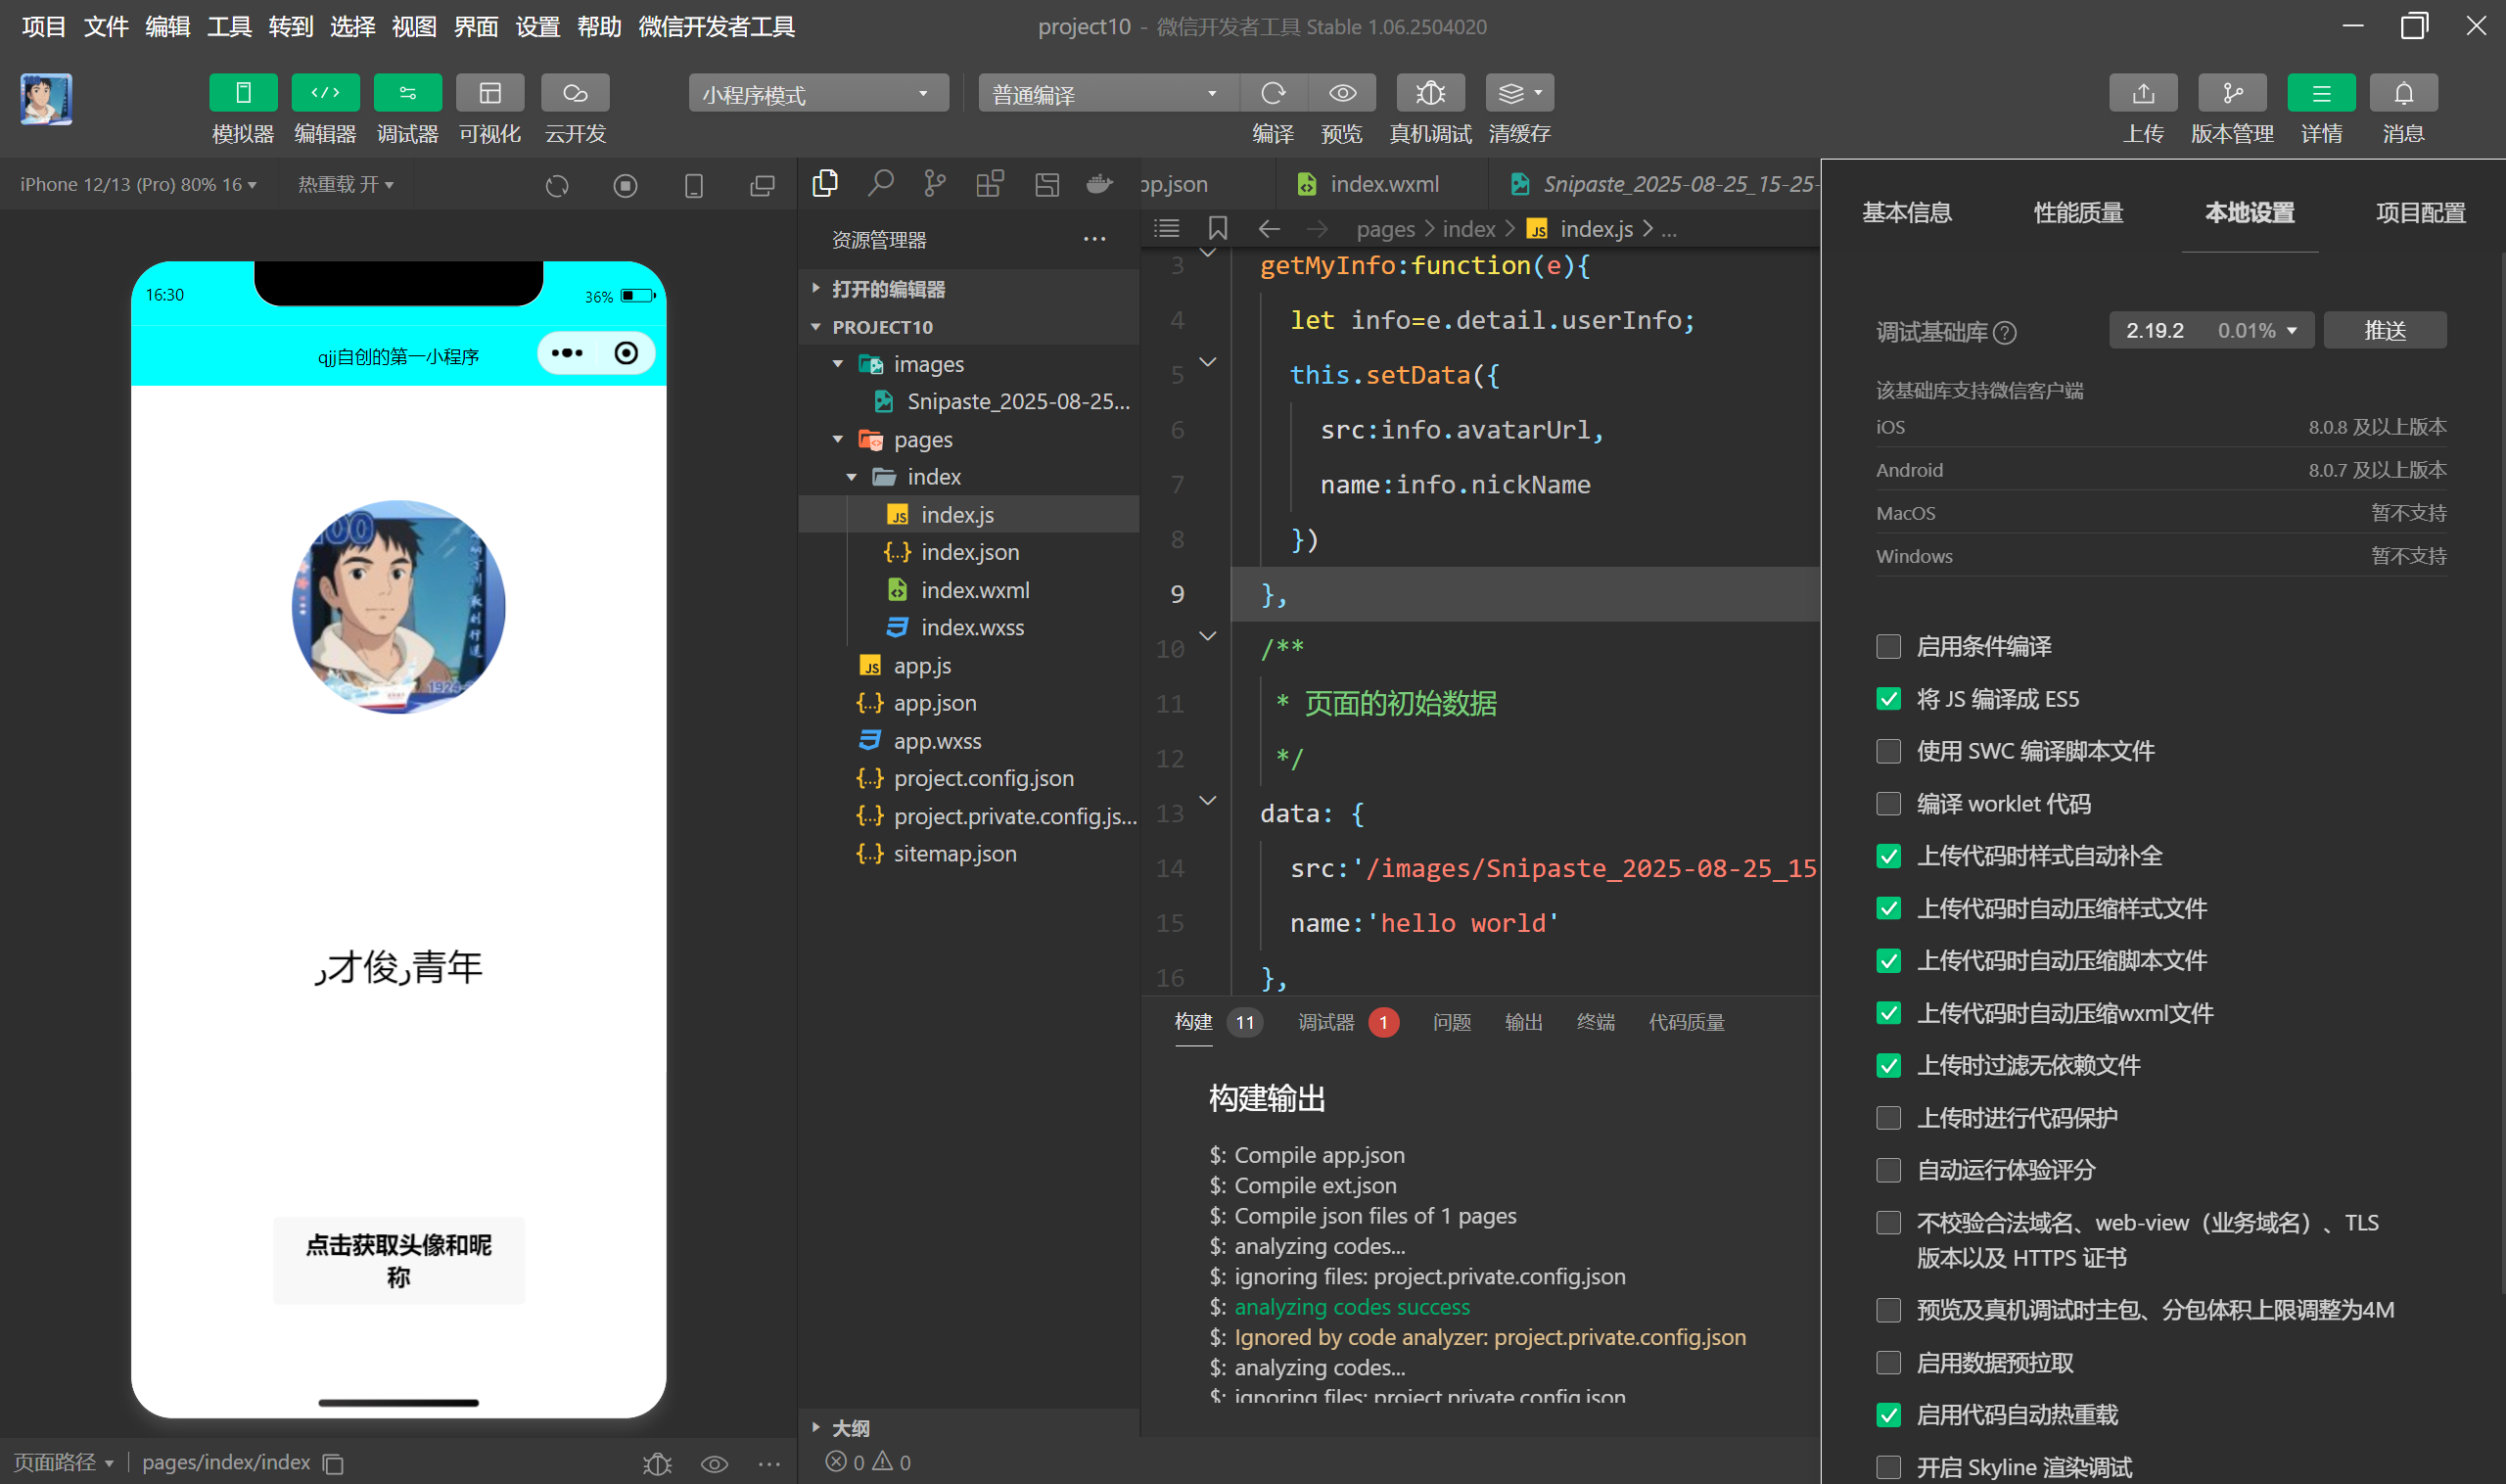 项目 文件 编辑 工具 转到 选择 视图 界面 设置 帮助 微信开发者工具
project10 - 微信开发者工具 Stable 1.06.2504020
模拟器 编辑器 调试器 可视化 云开发
小程序模式 普通编译
编译 预览 真机调试 清缓存
上传 版本管理 详情 消息
iPhone 12/13 (Pro) 80% 16 热重载 开
16:30 36%
qjj自创的第一小程序
才俊 青年
点击获取头像和昵
称
页面路径 pages/index/index
资源管理器
打开的编辑器
PROJECT10
images
Snipaste_2025-08-25...
pages
index
index.js
index.json
index.wxml
index.wxss
app.js
app.json
app.wxss
project.config.json
project.private.config.js...
sitemap.json
大纲
0 0
pp.json index.wxml Snipaste_2025-08-25_15-25-
pages > index > JS index.js > ...
3 getMyInfo:function(e){
4 let info=e.detail.userInfo;
5 this.setData({
6 src:info.avatarUrl,
7 name:info.nickName
8 })
9 },
10 /**
11 * 页面的初始数据
12 */
13 data: {
14 src:'/images/Snipaste_2025-08-25_15
15 name:'hello world'
16 },
构建 11 调试器 1 问题 输出 终端 代码质量
构建输出
$: Compile app.json
$: Compile ext.json
$: Compile json files of 1 pages
$: analyzing codes...
$: ignoring files: project.private.config.json
$: analyzing codes success
$: Ignored by code analyzer: project.private.config.json
$: analyzing codes...
$: ignoring files: project.private.config.json
基本信息 性能质量 本地设置 项目配置
调试基础库 ? 2.19.2 0.01% 推送
该基础库支持微信客户端
iOS 8.0.8 及以上版本
Android 8.0.7 及以上版本
MacOS 暂不支持
Windows 暂不支持
启用条件编译
将 JS 编译成 ES5
使用 SWC 编译脚本文件
编译 worklet 代码
上传代码时样式自动补全
上传代码时自动压缩样式文件
上传代码时自动压缩脚本文件
上传代码时自动压缩wxml文件
上传时过滤无依赖文件
上传时进行代码保护
自动运行体验评分
不校验合法域名、web-view（业务域名）、TLS
版本以及 HTTPS 证书
预览及真机调试时主包、分包体积上限调整为4M
启用数据预拉取
启用代码自动热重载
开启 Skyline 渲染调试